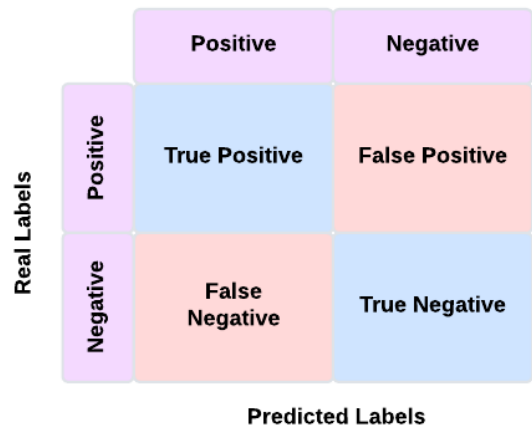 Positive
Negative
Real Labels
Positive
True Positive
False Positive
Negative
False
Negative
True Negative
Predicted Labels